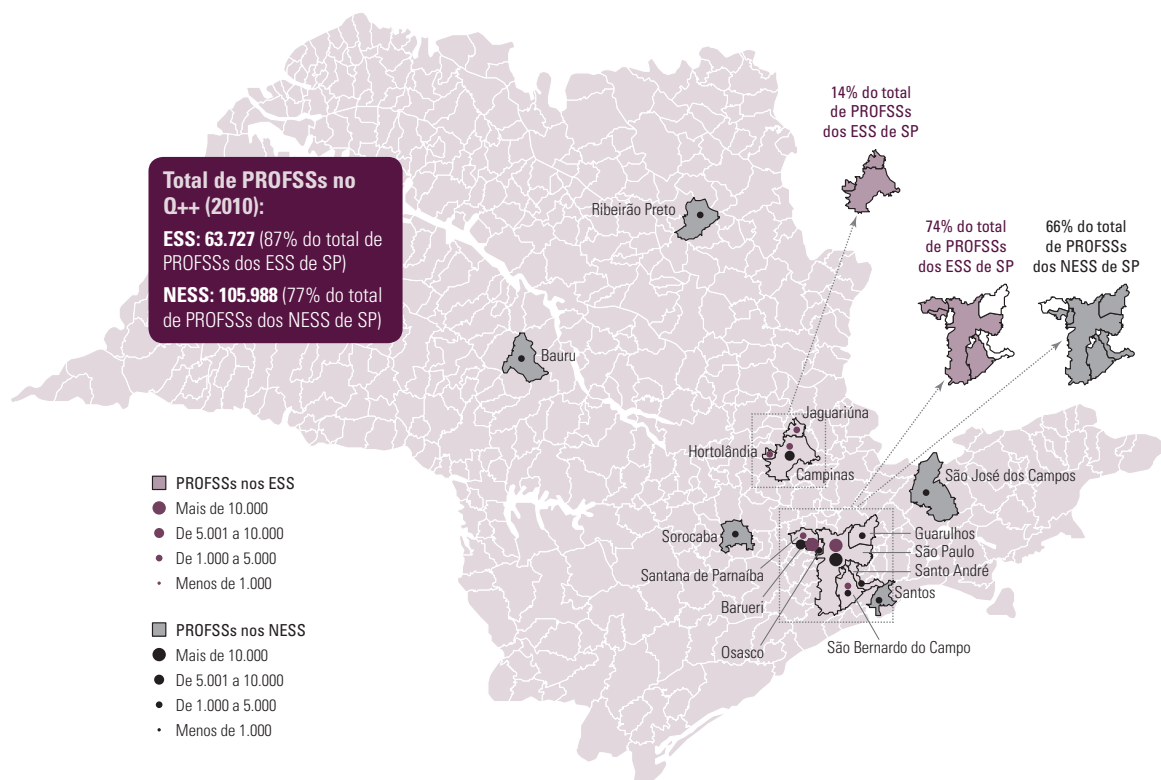 14% do total
de PROFSSs
dos ESS de SP
Total de PROFSSs no
Q++ (2010):
ESS: 63.727 (87% do total de
PROFSSs dos ESS de SP)
NESS: 105.988 (77% do total
de PROFSSs dos NESS de SP)
Ribeirão Preto
74% do total
de PROFSSs
dos ESS de SP
66% do total
de PROFSSs
dos NESS de SP
Bauru
Jaguariúna
Hortolândia
Campinas
São José dos Campos
Sorocaba
Guarulhos
São Paulo
Santo André
Santana de Parnaíba
Santos
Barueri
Osasco
São Bernardo do Campo
PROFSSs nos ESS
Mais de 10.000
De 5.001 a 10.000
De 1.000 a 5.000
Menos de 1.000
PROFSSs nos NESS
Mais de 10.000
De 5.001 a 10.000
De 1.000 a 5.000
Menos de 1.000